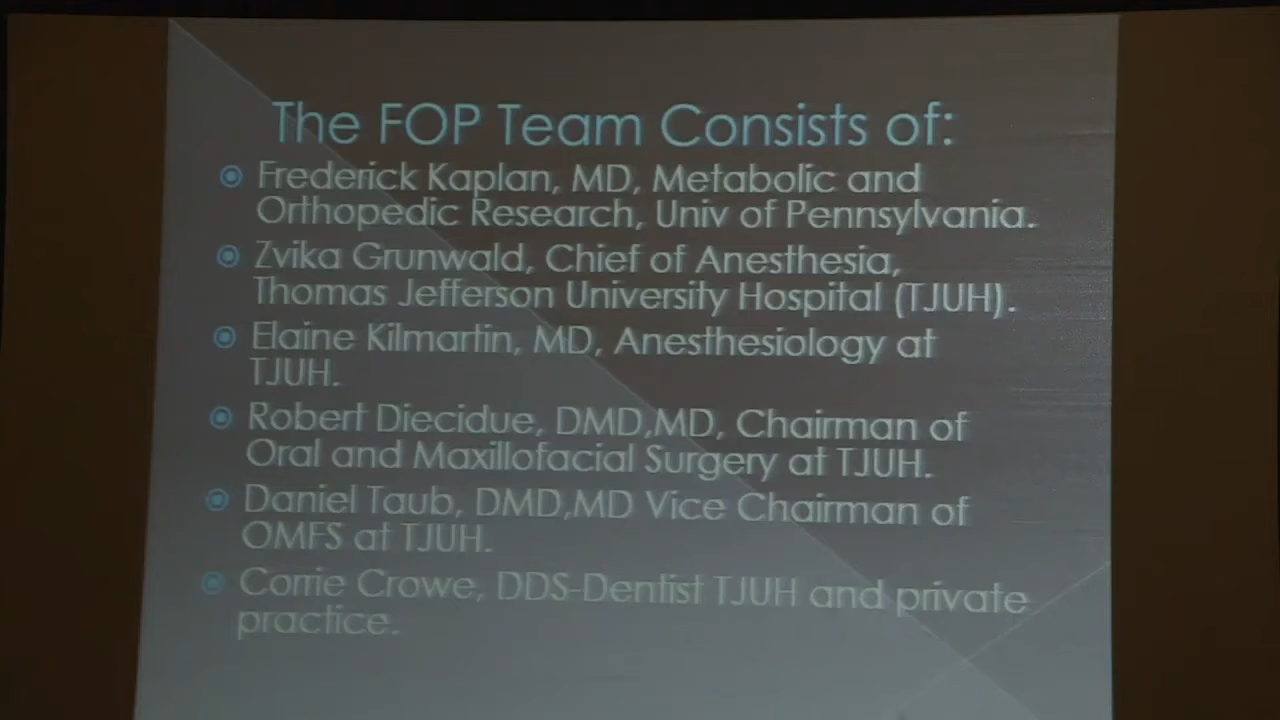 The FOP Team Consists of:
Frederick Kaplan, MD, Metabolic and
Orthopedic Research, Univ of Pennsylvania.
Zvika Grunwald, Chief of Anesthesia,
Thomas Jefferson University Hospital (TJUH).
Elaine Kilmartin, MD, Anesthesiology at
TJUH.
Robert Diecidue, DMD,MD, Chairman of
Oral and Maxillofacial Surgery at TJUH.
Daniel Taub, DMD,MD Vice Chairman of
OMFS at TJUH.
Corrie Crowe, DDS-Dentist TJUH and private
practice.